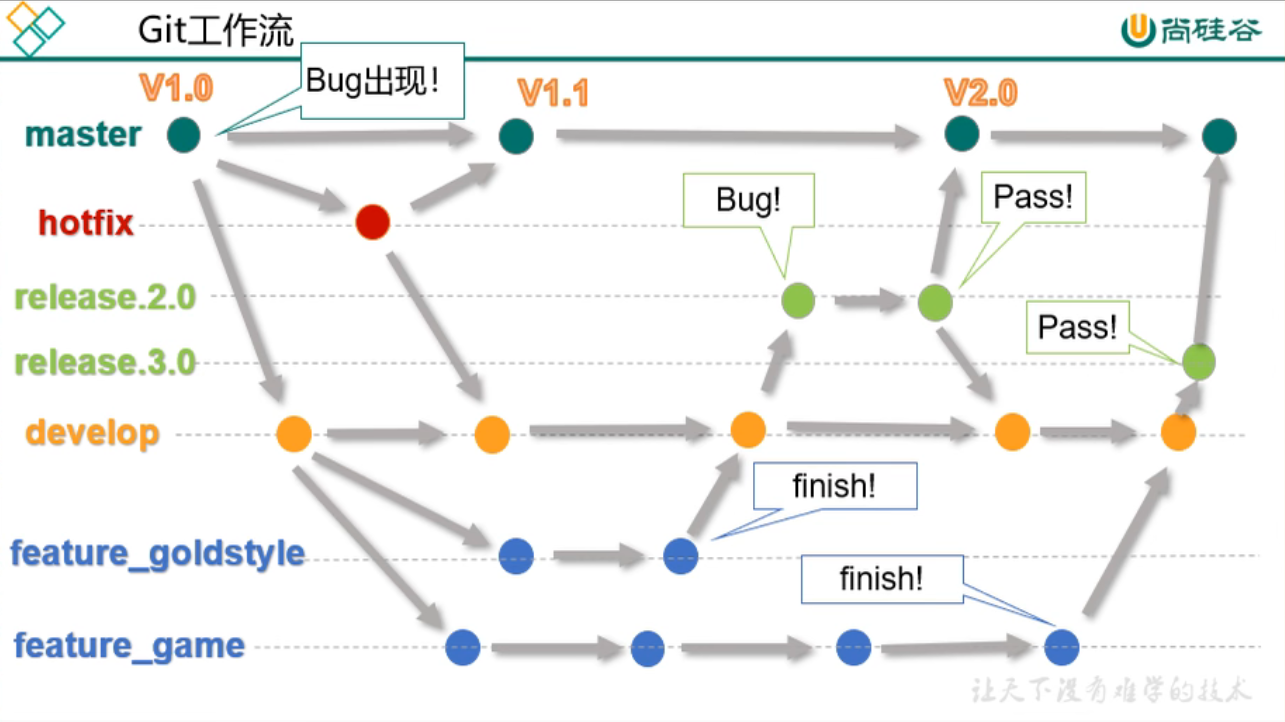 Git工作流
尚硅谷
V1.0
Bug出现！
V1.1
V2.0
master
hotfix
Bug!
Pass!
release.2.0
release.3.0
Pass!
develop
finish!
feature_goldstyle
finish!
feature_game
让天下没有难学的技术